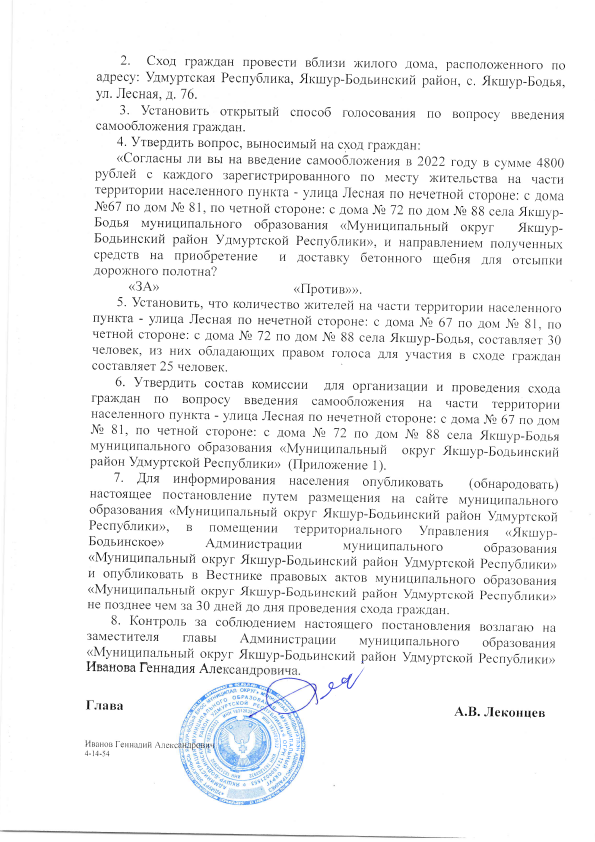 2. Сход граждан провести вблизи жилого дома, расположенного по
адресу: Удмуртская Республика, Якшур-Бодьинский район, с. Якшур-Бодья,
ул. Лесная, д. 76.
3. Установить открытый способ голосования по вопросу введения
самообложения граждан.
4. Утвердить вопрос, выносимый на сход граждан:
«Согласны ли вы на введение самообложения в 2022 году в сумме 4800
рублей с каждого зарегистрированного по месту жительства на части
территории населенного пункта - улица Лесная по нечетной стороне: с дома
№67 по дом № 81, по четной стороне: с дома № 72 по дом № 88 села Якшур-
Бодья муниципального образования «Муниципальный округ Якшур-
Бодьинский район Удмуртской Республики», и направлением полученных
средств на приобретение и доставку бетонного щебня для отсыпки
дорожного полотна?
«ЗА» «Против»».
5. Установить, что количество жителей на части территории населенного
пункта - улица Лесная по нечетной стороне: с дома № 67 по дом № 81, по
четной стороне: с дома № 72 по дом № 88 села Якшур-Бодья, составляет 30
человек, из них обладающих правом голоса для участия в сходе граждан
составляет 25 человек.
6. Утвердить состав комиссии для организации и проведения схода
граждан по вопросу введения самообложения на части территории
населенного пункта - улица Лесная по нечетной стороне: с дома № 67 по дом
№ 81, по четной стороне: с дома № 72 по дом № 88 села Якшур-Бодья
муниципального образования «Муниципальный округ Якшур-Бодьинский
район Удмуртской Республики» (Приложение 1).
7. Для информирования населения опубликовать (обнародовать)
настоящее постановление путем размещения на сайте муниципального
образования «Муниципальный округ Якшур-Бодьинский район Удмуртской
Республики», в помещении территориального Управления «Якшур-
Бодьинское» Администрации муниципального образования
«Муниципальный округ Якшур-Бодьинский район Удмуртской Республики»
и опубликовать в Вестнике правовых актов муниципального образования
«Муниципальный округ Якшур-Бодьинский район Удмуртской Республики»
не позднее чем за 30 дней до дня проведения схода граждан.
8. Контроль за соблюдением настоящего постановления возлагаю на
заместителя главы Администрации муниципального образования
«Муниципальный округ Якшур-Бодьинский район Удмуртской Республики»
Иванова Геннадия Александровича.
Глава А.В. Леконцев
Иванов Геннадий Александрович
4-14-54